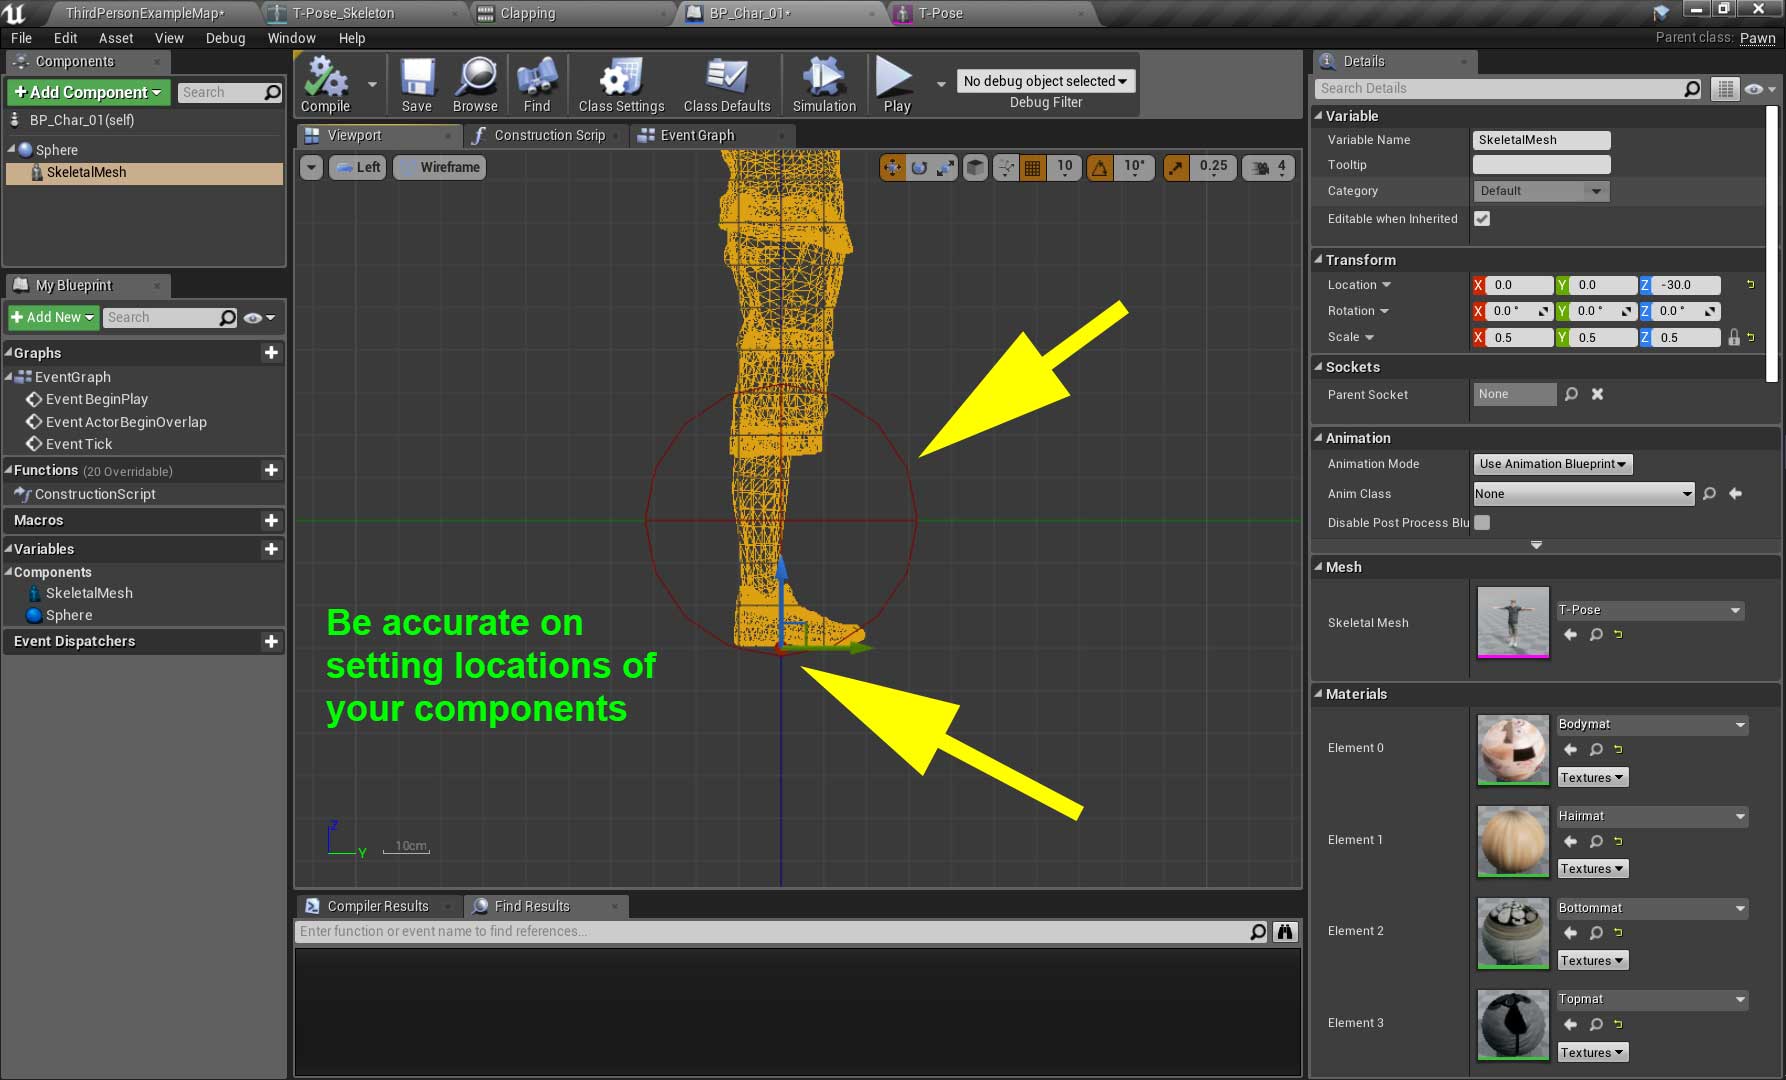 ThirdPersonExampleMap*
T-Pose_Skeleton
Clapping
BP_Char_01*
T-Pose
File Edit Asset View Debug Window Help
Parent class: Pawn
Components
Add Component
Search
BP_Char_01(self)
Sphere
SkeletalMesh
My Blueprint
Add New
Search
Graphs
EventGraph
Event BeginPlay
Event ActorBeginOverlap
Event Tick
Functions (20 Overridable)
ConstructionScript
Macros
Variables
Components
SkeletalMesh
Sphere
Event Dispatchers
Compile
Save
Browse
Find
Class Settings
Class Defaults
Simulation
Play
No debug object selected
Debug Filter
Viewport
Construction Scrip
Event Graph
Left
Wireframe
10
10°
0.25
4
Be accurate on
setting locations of
your components
Z
Y
10cm
Compiler Results
Find Results
Enter function or event name to find references...
Details
Search Details
Variable
Variable Name SkeletalMesh
Tooltip
Category Default
Editable when Inherited
Transform
Location X 0.0 Y 0.0 Z -30.0
Rotation X 0.0 ° Y 0.0 ° Z 0.0 °
Scale X 0.5 Y 0.5 Z 0.5
Sockets
Parent Socket None
Animation
Animation Mode Use Animation Blueprint
Anim Class None
Disable Post Process Blu
Mesh
Skeletal Mesh T-Pose
Materials
Element 0 Bodymat
Textures
Element 1 Hairmat
Textures
Element 2 Bottommat
Textures
Element 3 Topmat
Textures